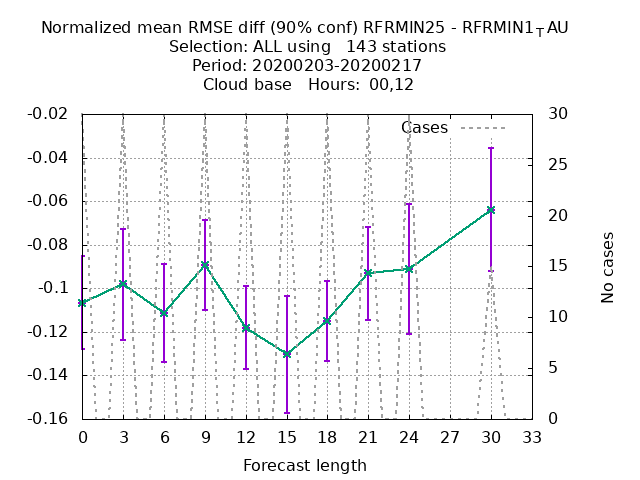 Normalized mean RMSE diff (90% conf) RFRMIN25 - RFRMIN1_TAU
Selection: ALL using   143 stations
Period: 20200203-20200217
Cloud base   Hours:  00,12
-0.02 30
Cases
-0.04 25
-0.06 20
-0.08 15
-0.1 10
-0.12 5
-0.14 0
-0.16
No cases
0 3 6 9 12 15 18 21 24 27 30 33
Forecast length